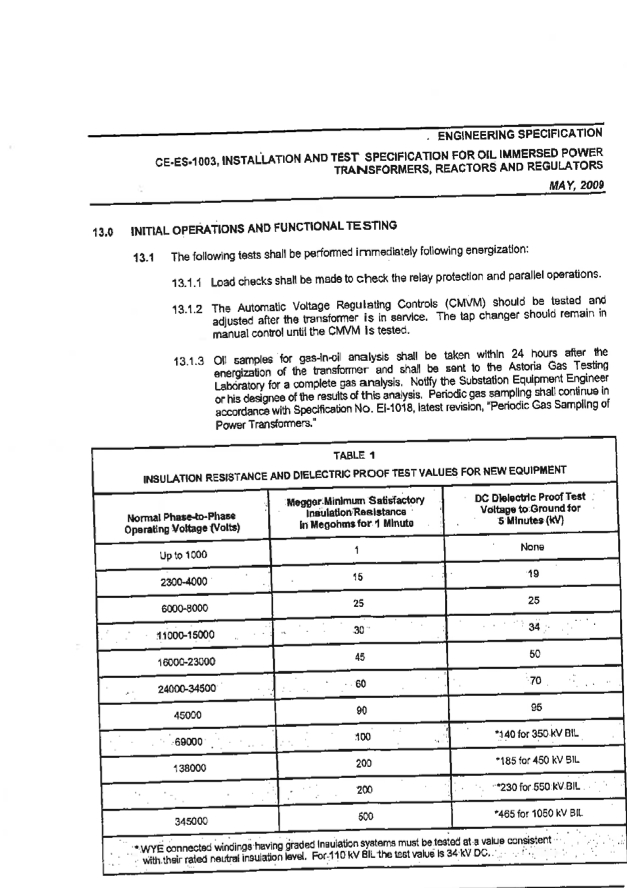 ENGINEERING SPECIFICATION
CE-ES-1003, INSTALLATION AND TEST SPECIFICATION FOR OIL IMMERSED POWER
TRANSFORMERS, REACTORS AND REGULATORS
MAY, 2009
13.0 INITIAL OPERATIONS AND FUNCTIONAL TESTING
13.1 The following tests shall be performed immediately following energization:
13.1.1 Load checks shall be made to check the relay protection and parallel operations.
13.1.2 The Automatic Voltage Regulating Controls (CMVM) should be tested and
adjusted after the transformer is in service. The tap changer should remain in
manual control until the CMVM is tested.
13.1.3 Oil samples for gas-in-oil analysis shall be taken within 24 hours after the
energization of the transformer and shall be sent to the Astoria Gas Testing
Laboratory for a complete gas analysis. Notify the Substation Equipment Engineer
or his designee of the results of this analysis. Periodic gas sampling shall continue in
accordance with Specification No. EI-1018, latest revision, "Periodic Gas Sampling of
Power Transformers."
TABLE 1
INSULATION RESISTANCE AND DIELECTRIC PROOF TEST VALUES FOR NEW EQUIPMENT
Normal Phase-to-Phase
Operating Voltage (Volts)
Megger Minimum Satisfactory
Insulation Resistance
in Megohms for 1 Minute
DC Dielectric Proof Test
Voltage to Ground for
5 Minutes (kV)
Up to 1000 1 None
2300-4000 15 19
6000-8000 25 25
11000-15000 30 34
16000-23000 45 50
24000-34500 60 70
45000 90 95
69000 100 *140 for 350 kV BIL
138000 200 *185 for 450 kV BIL
200 *230 for 550 kV BIL
345000 500 *465 for 1050 kV BIL
* WYE connected windings having graded insulation systems must be tested at a value consistent
with their rated neutral insulation level. For 110 kV BIL the test value is 34 kV DC.